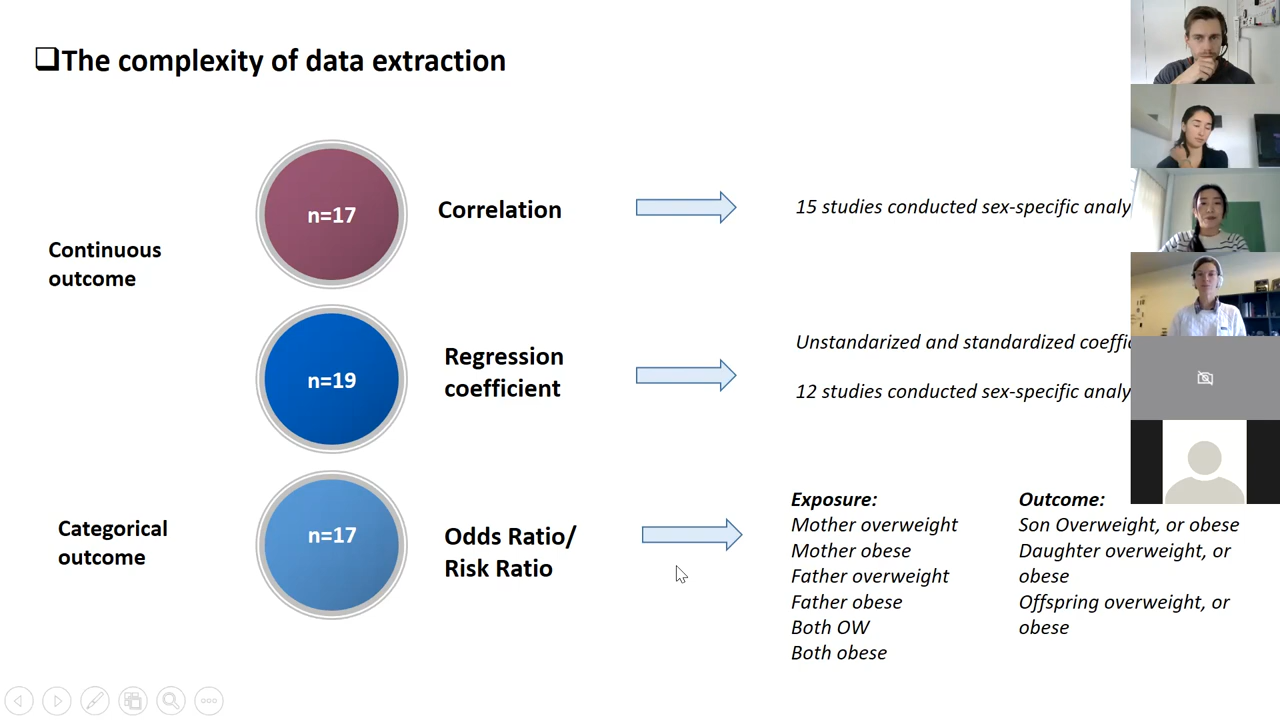 The complexity of data extraction
n=17
Correlation
15 studies conducted sex-specific
Continuous
outcome
n=19
Regression
coefficient
Unstandarized and standardized
12 studies conducted sex-specific
Categorical
outcome
n=17
Odds Ratio/
Risk Ratio
Exposure:
Mother overweight
Mother obese
Father overweight
Father obese
Both OW
Both obese
Outcome:
Son Overweight, or obese
Daughter overweight, or
obese
Offspring overweight, or
obese